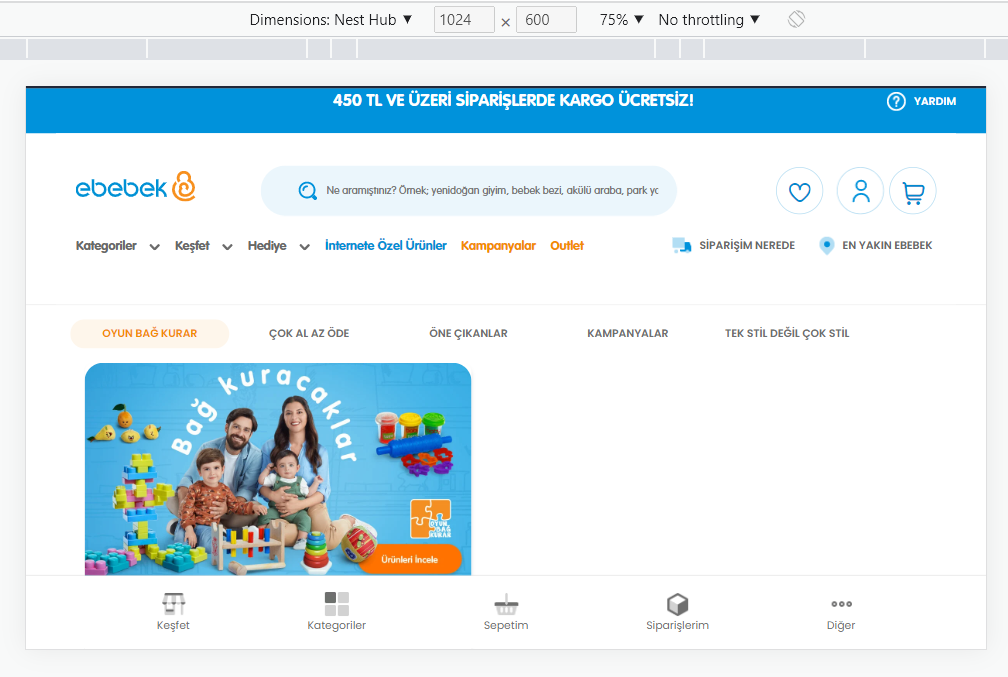 Dimensions: Nest Hub ▼ 1024 × 600 75% ▼ No throttling ▼
450 TL VE ÜZERİ SİPARİŞLERDE KARGO ÜCRETSİZ!
? YARDIM
ebebek
Ne aramıştınız? Örnek; yenidoğan giyim, bebek bezi, akülü araba, park yo
Kategoriler Keşfet Hediye İnternete Özel Ürünler Kampanyalar Outlet SİPARİŞİM NEREDE EN YAKIN EBEBEK
OYUN BAĞ KURAR ÇOK AL AZ ÖDE ÖNE ÇIKANLAR KAMPANYALAR TEK STİL DEĞİL ÇOK STİL
Bağ kuracaklar
OYUN
BAĞ
KURAR
Ürünleri İncele
Keşfet Kategoriler Sepetim Siparişlerim Diğer